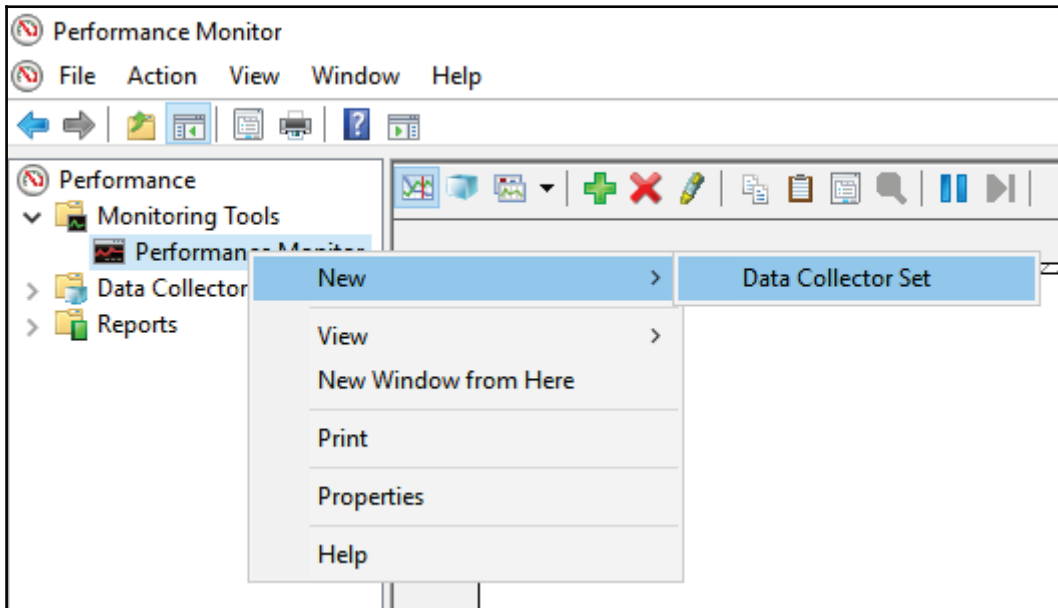 Performance Monitor
File Action View Window Help
Performance
Monitoring Tools
Performance Monitor
Data Collector
Reports
New
Data Collector Set
View
New Window from Here
Print
Properties
Help